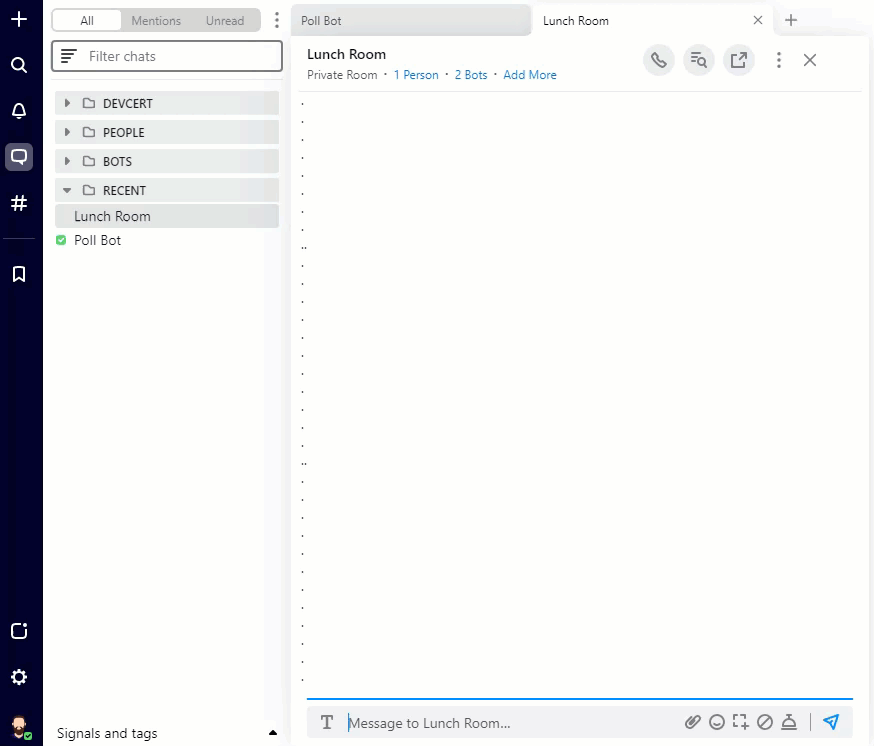 All Mentions Unread
Filter chats
DEVCERT
PEOPLE
BOTS
RECENT
Lunch Room
Poll Bot
Signals and tags
Poll Bot Lunch Room
Lunch Room
Private Room · 1 Person · 2 Bots · Add More
Message to Lunch Room...